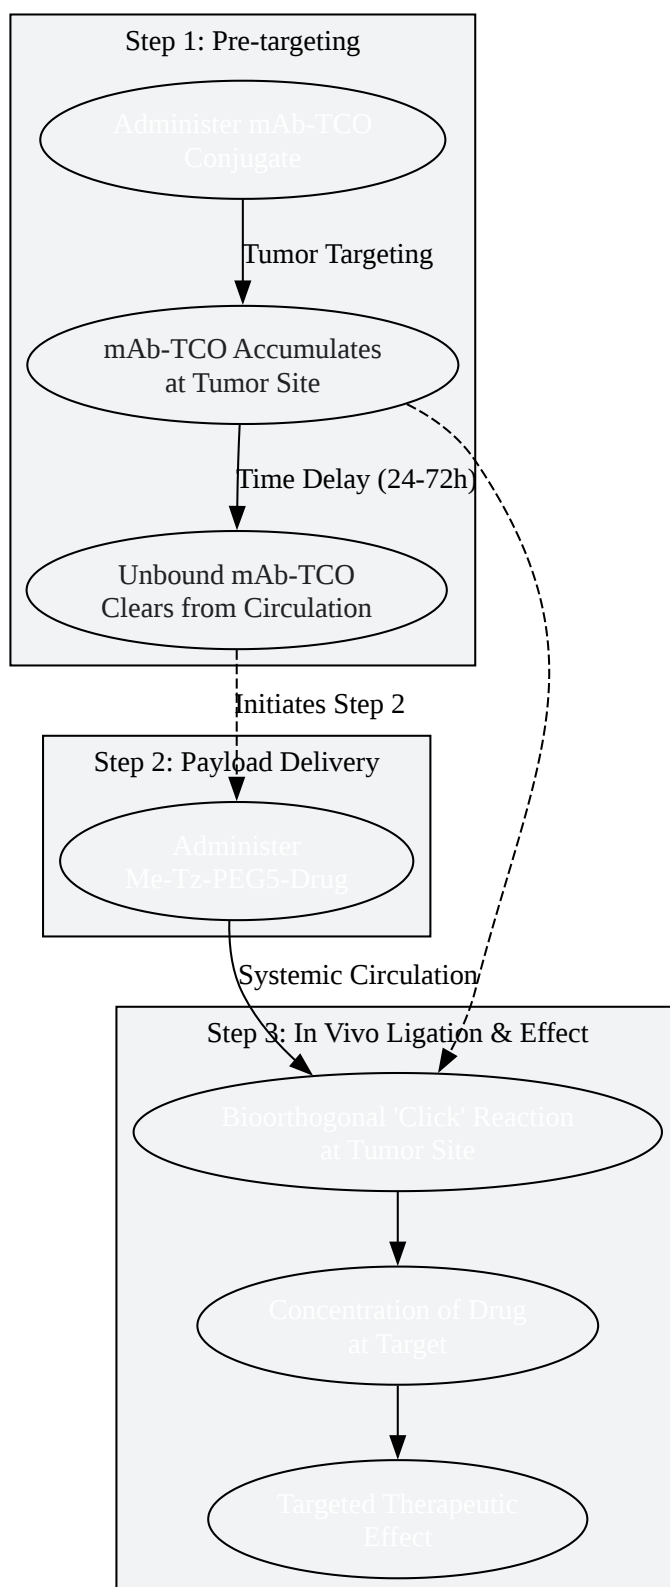 Step 1: Pre-targeting
Administer mAb-TCO
Conjugate
Tumor Targeting
mAb-TCO Accumulates
at Tumor Site
Time Delay (24-72h)
Unbound mAb-TCO
Clears from Circulation
Initiates Step 2
Step 2: Payload Delivery
Administer
Me-Tz-PEG5-Drug
Systemic Circulation
Step 3: In Vivo Ligation & Effect
Bioorthogonal 'Click' Reaction
at Tumor Site
Concentration of Drug
at Target
Targeted Therapeutic
Effect